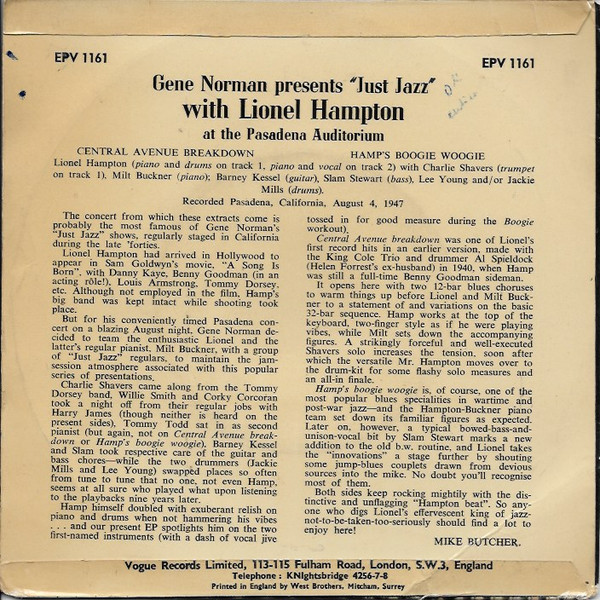 EPV 1161
EPV 1161
Gene Norman presents "Just Jazz"
with Lionel Hampton
at the Pasadena Auditorium
CENTRAL AVENUE BREAKDOWN
HAMP'S BOOGIE WOOGIE
Lionel Hampton (piano and drums on track 1, piano and vocal on track 2) with Charlie Shavers (trumpet
on track 1), Milt Buckner (piano); Barney Kessel (guitar), Slam Stewart (bass), Lee Young and/or Jackie
Mills (drums).
Recorded Pasadena, California, August 4, 1947
The concert from which these extracts come is
probably the most famous of Gene Norman's
"Just Jazz" shows, regularly staged in California
during the late 'forties.
Lionel Hampton had arrived in Hollywood to
appear in Sam Goldwyn's movie, "A Song Is
Born", with Danny Kaye, Benny Goodman (in an
acting rôle!), Louis Armstrong, Tommy Dorsey,
etc. Although not employed in the film, Hamp's
big band was kept intact while shooting took
place.
But for his conveniently timed Pasadena con-
cert on a blazing August night, Gene Norman de-
cided to team the enthusiastic Lionel and the
latter's regular pianist, Milt Buckner, with a group
of "Just Jazz" regulars, to maintain the jam-
session atmosphere associated with this popular
series of presentations.
Charlie Shavers came along from the Tommy
Dorsey band, Willie Smith and Corky Corcoran
took a night off from their regular jobs with
Harry James (though neither is heard on the
present sides), Tommy Todd sat in as second
pianist (but again, not on Central Avenue break-
down or Hamp's boogie woogie), Barney Kessel
and Slam took respective care of the guitar and
bass chores—while the two drummers (Jackie
Mills and Lee Young) swapped places so often
from tune to tune that no one, not even Hamp,
seems at all sure who played what upon listening
to the playbacks nine years later.
Hamp himself doubled with exuberant relish on
piano and drums when not hammering his vibes
. . . and our present EP spotlights him on the two
first-named instruments (with a dash of vocal jive
tossed in for good measure during the Boogie
workout).
Central Avenue breakdown was one of Lionel's
first record hits in an earlier version, made with
the King Cole Trio and drummer Al Spieldock
(Helen Forrest's ex-husband) in 1940, when Hamp
was still a full-time Benny Goodman sideman.
It opens here with two 12-bar blues choruses
to warm things up before Lionel and Milt Buck-
ner to a statement of and variations on the basic
32-bar sequence. Hamp works at the top of the
keyboard, two-finger style as if he were playing
vibes, while Milt sets down the accompanying
figures. A strikingly forceful and well-executed
Shavers solo increases the tension, soon after
which the versatile Mr. Hampton moves over to
the drum-kit for some flashy solo measures and
an all-in finale.
Hamp's boogie woogie is, of course, one of the
most popular blues specialities in wartime and
post-war jazz—and the Hampton-Buckner piano
team set down its familiar figures as expected.
Later on, however, a typical bowed-bass-and-
unison-vocal bit by Slam Stewart marks a new
addition to the old b.w. routine, and Lionel takes
the "innovations" a stage further by shouting
some jump-blues couplets drawn from devious
sources into the mike. No doubt you'll recognise
most of them.
Both sides keep rocking mightily with the dis-
tinctive and unflagging "Hampton beat". So any-
one who digs Lionel's effervescent king of jazz-
not-to-be-taken-too-seriously should find a lot to
enjoy here!
MIKE BUTCHER.
Vogue Records Limited, 113-115 Fulham Road, London, S.W.3, England
Telephone : KNIghtsbridge 4256-7-8
Printed in England by West Brothers, Mitcham, Surrey